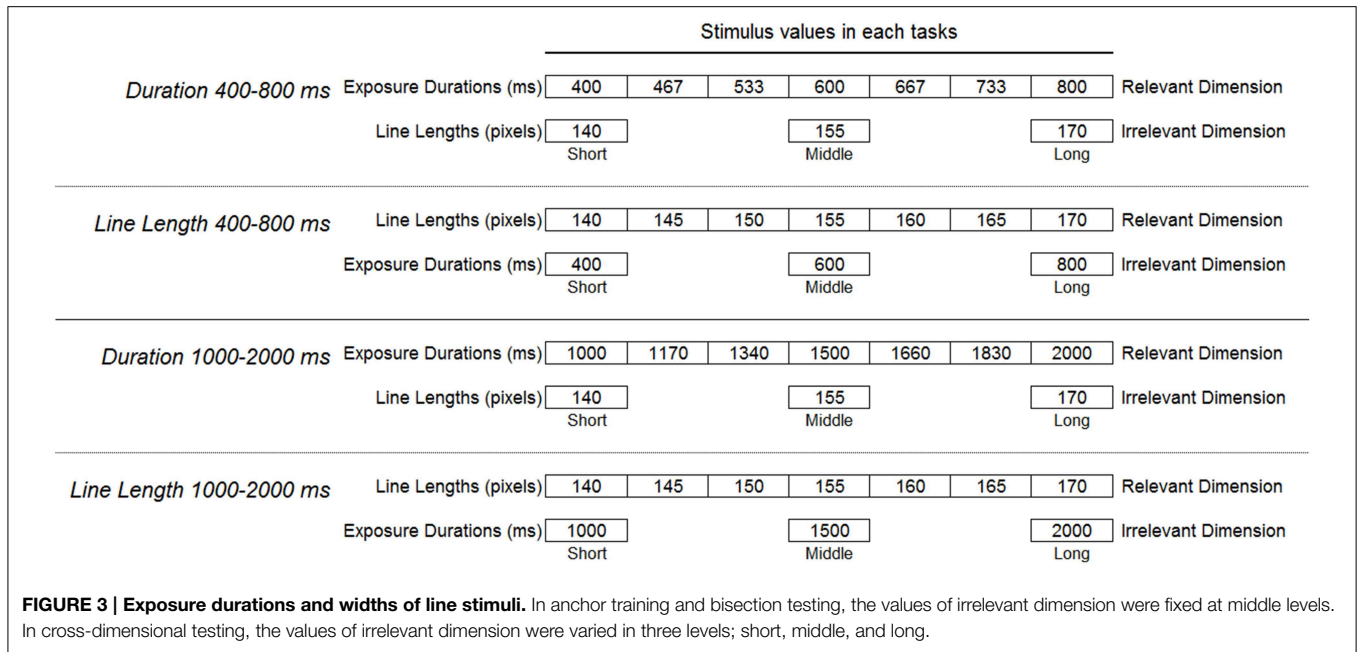 Stimulus values in each tasks
Duration 400-800 ms Exposure Durations (ms) 400 467 533 600 667 733 800 Relevant Dimension
Line Lengths (pixels) 140 155 170 Irrelevant Dimension
Short Middle Long
Line Length 400-800 ms Line Lengths (pixels) 140 145 150 155 160 165 170 Relevant Dimension
Exposure Durations (ms) 400 600 800 Irrelevant Dimension
Short Middle Long
Duration 1000-2000 ms Exposure Durations (ms) 1000 1170 1340 1500 1660 1830 2000 Relevant Dimension
Line Lengths (pixels) 140 155 170 Irrelevant Dimension
Short Middle Long
Line Length 1000-2000 ms Line Lengths (pixels) 140 145 150 155 160 165 170 Relevant Dimension
Exposure Durations (ms) 1000 1500 2000 Irrelevant Dimension
Short Middle Long
FIGURE 3 | Exposure durations and widths of line stimuli. In anchor training and bisection testing, the values of irrelevant dimension were fixed at middle levels.
In cross-dimensional testing, the values of irrelevant dimension were varied in three levels; short, middle, and long.